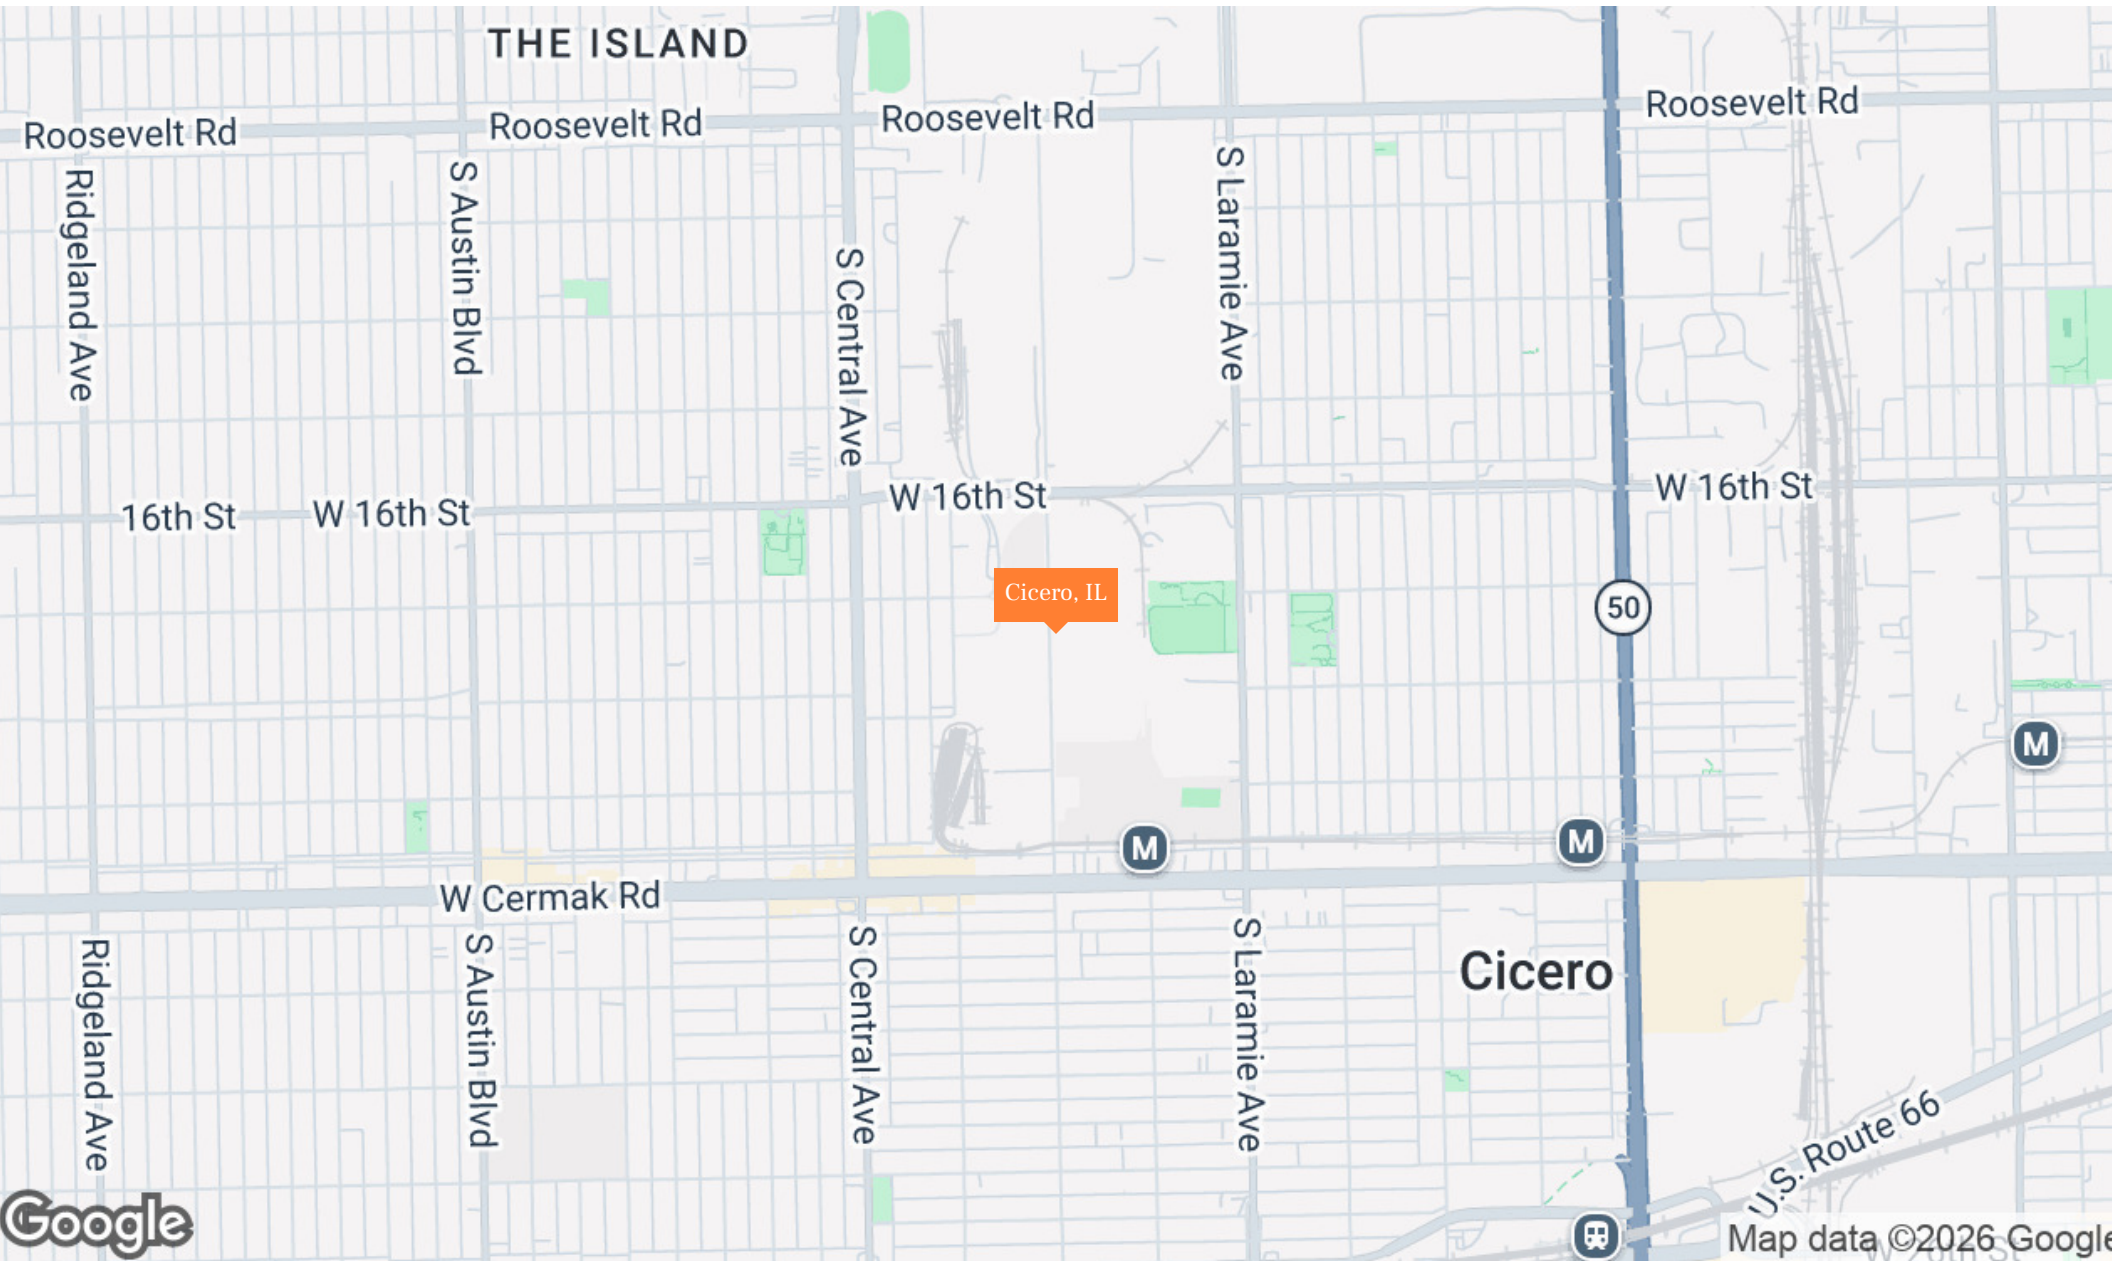 THE ISLAND
Roosevelt Rd
Roosevelt Rd
Roosevelt Rd
Roosevelt Rd
Ridgeland Ave
S Austin Blvd
S Central Ave
S Laramie Ave
16th St
W 16th St
W 16th St
W 16th St
Cicero, IL
50
M
M
M
W Cermak Rd
Ridgeland Ave
S Austin Blvd
S Central Ave
S Laramie Ave
Cicero
U.S. Route 66
Google
Map data ©2026 Google